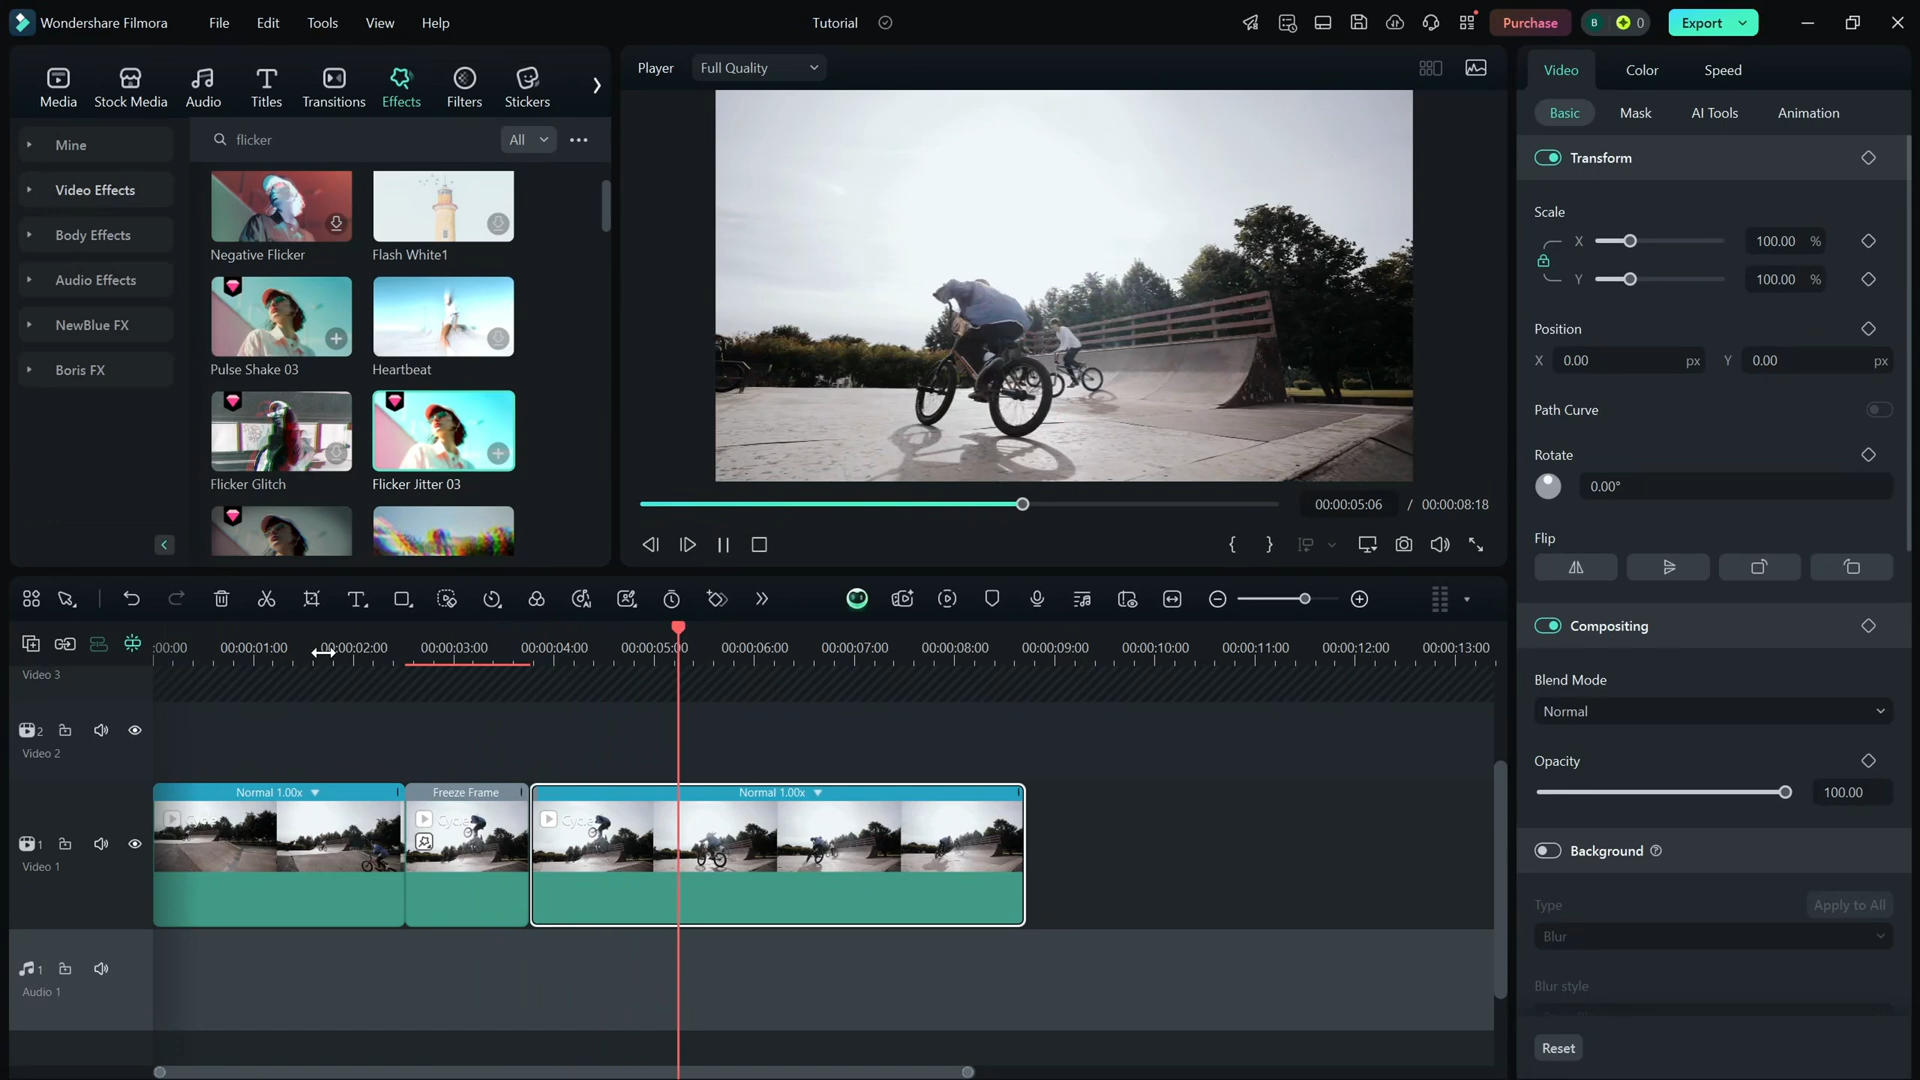 Wondershare Filmora
File
Edit
Tools
View
Help
Tutorial
Purchase
B
0
Export
Media
Stock Media
Audio
Titles
Transitions
Effects
Filters
Stickers
Mine
Video Effects
Body Effects
Audio Effects
NewBlue FX
Boris FX
flicker
All
Negative Flicker
Flash White1
Pulse Shake 03
Heartbeat
Flicker Glitch
Flicker Jitter 03
Player
Full Quality
00:00:05:06 / 00:00:08:18
Video
Color
Speed
Basic
Mask
AI Tools
Animation
Transform
Scale
X 100.00 %
Y 100.00 %
Position
X 0.00 px Y 0.00 px
Path Curve
Rotate
0.00°
Flip
Compositing
Blend Mode
Normal
Opacity
100.00
Background
Type
Apply to All
Blur
Blur style
Reset
:00:00 00:00:01:00 00:00:02:00 00:00:03:00 00:00:04:00 00:00:05:00 00:00:06:00 00:00:07:00 00:00:08:00 00:00:09:00 00:00:10:00 00:00:11:00 00:00:12:00 00:00:13:00
Video 3
2
Video 2
Normal 1.00x
Freeze Frame
Normal 1.00x
1
Video 1
1
Audio 1